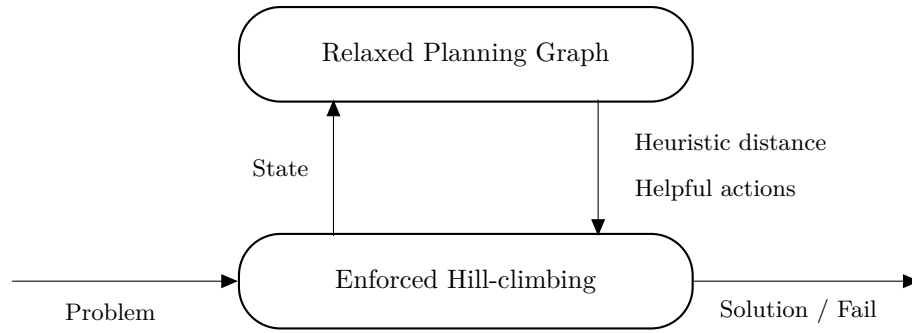 Relaxed Planning Graph
State
Heuristic distance
Helpful actions
Enforced Hill-climbing
Problem
Solution / Fail